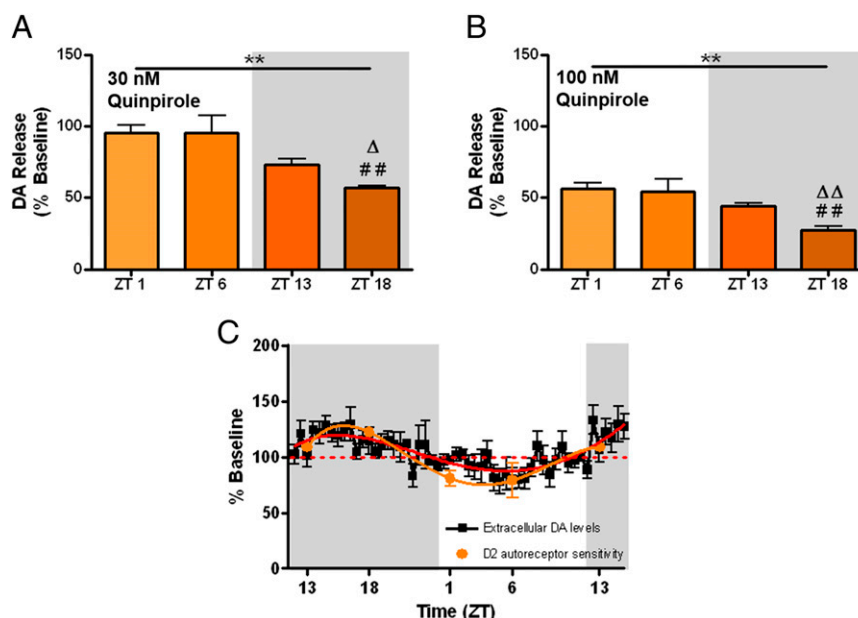 A
150
100
50
0
DA Release
(% Baseline)
30 nM
Quinpirole
**
Δ
##
ZT 1
ZT 6
ZT 13
ZT 18
B
150
100
50
0
DA Release
(% Baseline)
100 nM
Quinpirole
**
ΔΔ
##
ZT 1
ZT 6
ZT 13
ZT 18
C
200
150
100
50
0
% Baseline
Extracellular DA levels
D2 autoreceptor sensitivity
13
18
1
6
13
Time (ZT)